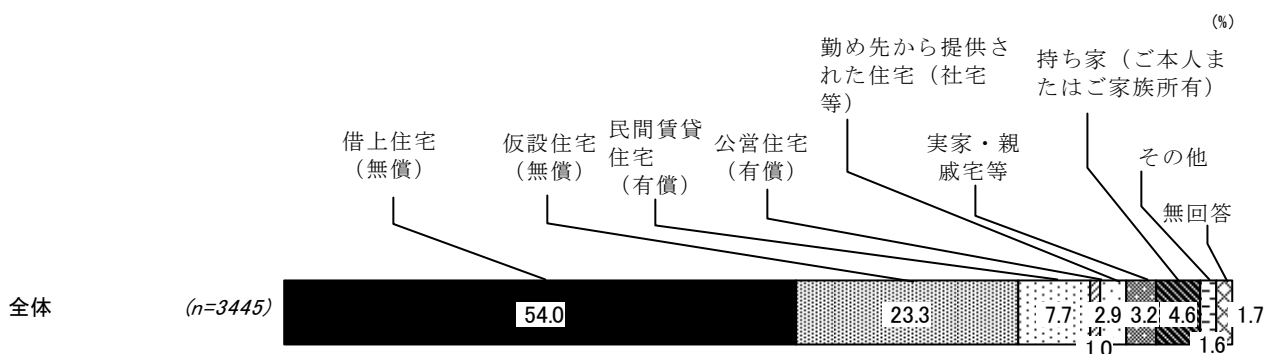 (%)
勤め先から提供さ
れた住宅（社宅
等）
持ち家（ご本人ま
たはご家族所有）
借上住宅
（無償）
仮設住宅
（無償）
民間賃貸
住宅
（有償）
公営住宅
（有償）
実家・親
戚宅等
その他
無回答
全体 (n=3445) 54.0 23.3 7.7 1.0 2.9 3.2 4.6 1.6 1.7